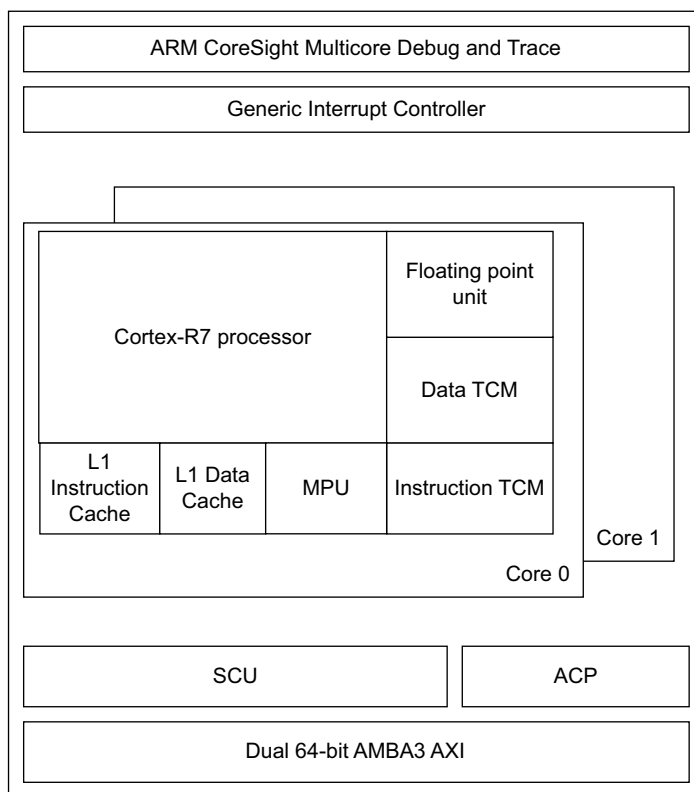 ARM CoreSight Multicore Debug and Trace
Generic Interrupt Controller
Floating point
unit
Cortex-R7 processor
Data TCM
L1
Instruction
Cache
L1 Data
Cache
MPU
Instruction TCM
Core 1
Core 0
SCU
ACP
Dual 64-bit AMBA3 AXI